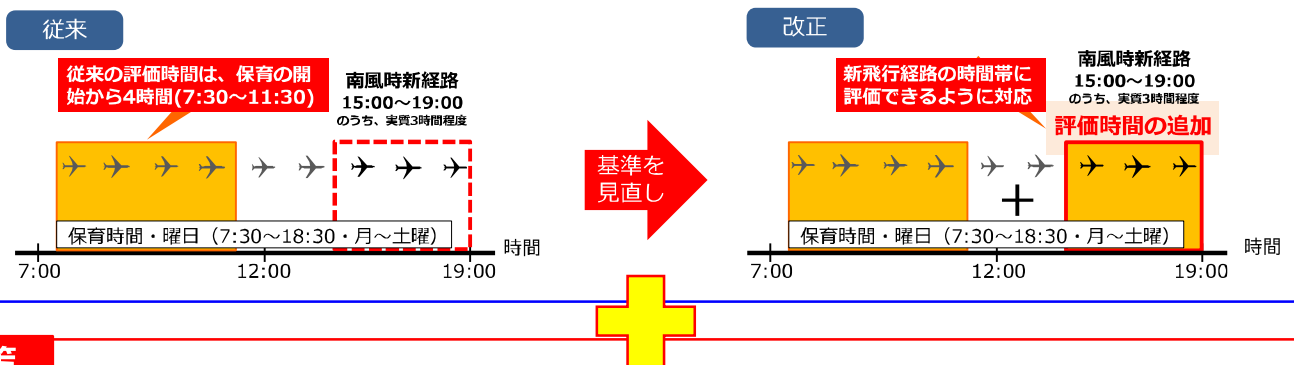 従来
従来の評価時間は、保育の開
始から4時間(7:30～11:30)
南風時新経路
15:00～19:00
のうち、実質3時間程度
保育時間・曜日（7:30～18:30・月～土曜）
時間
7:00
12:00
19:00
基準を
見直し
改正
新飛行経路の時間帯に
評価できるように対応
南風時新経路
15:00～19:00
のうち、実質3時間程度
評価時間の追加
＋
保育時間・曜日（7:30～18:30・月～土曜）
時間
7:00
12:00
19:00